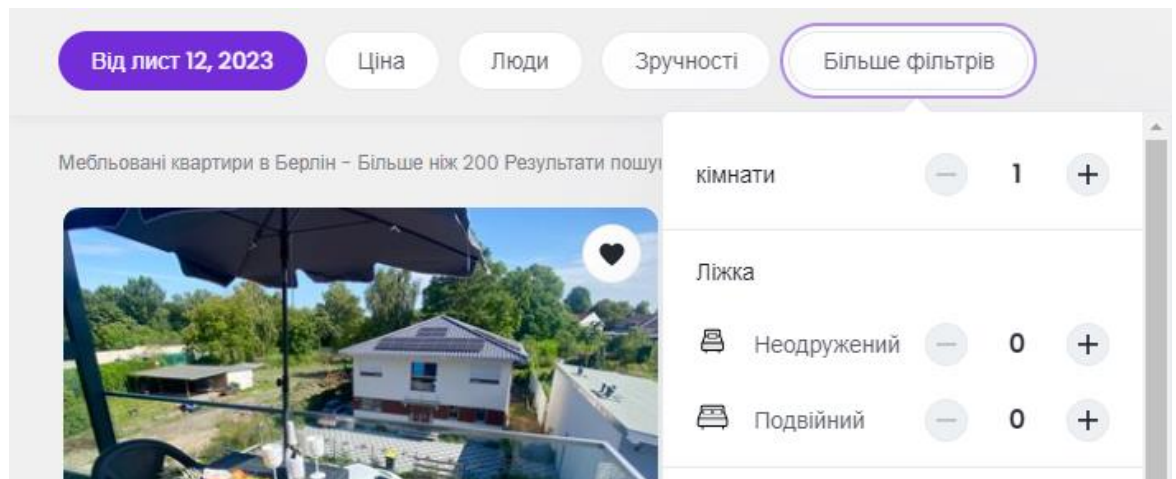 Від лист 12, 2023 Ціна Люди Зручності Більше фільтрів
Мебльовані квартири в Берлін – Більше ніж 200 Результати
кімнати 1
Ліжка
Неодружений 0
Подвійний 0